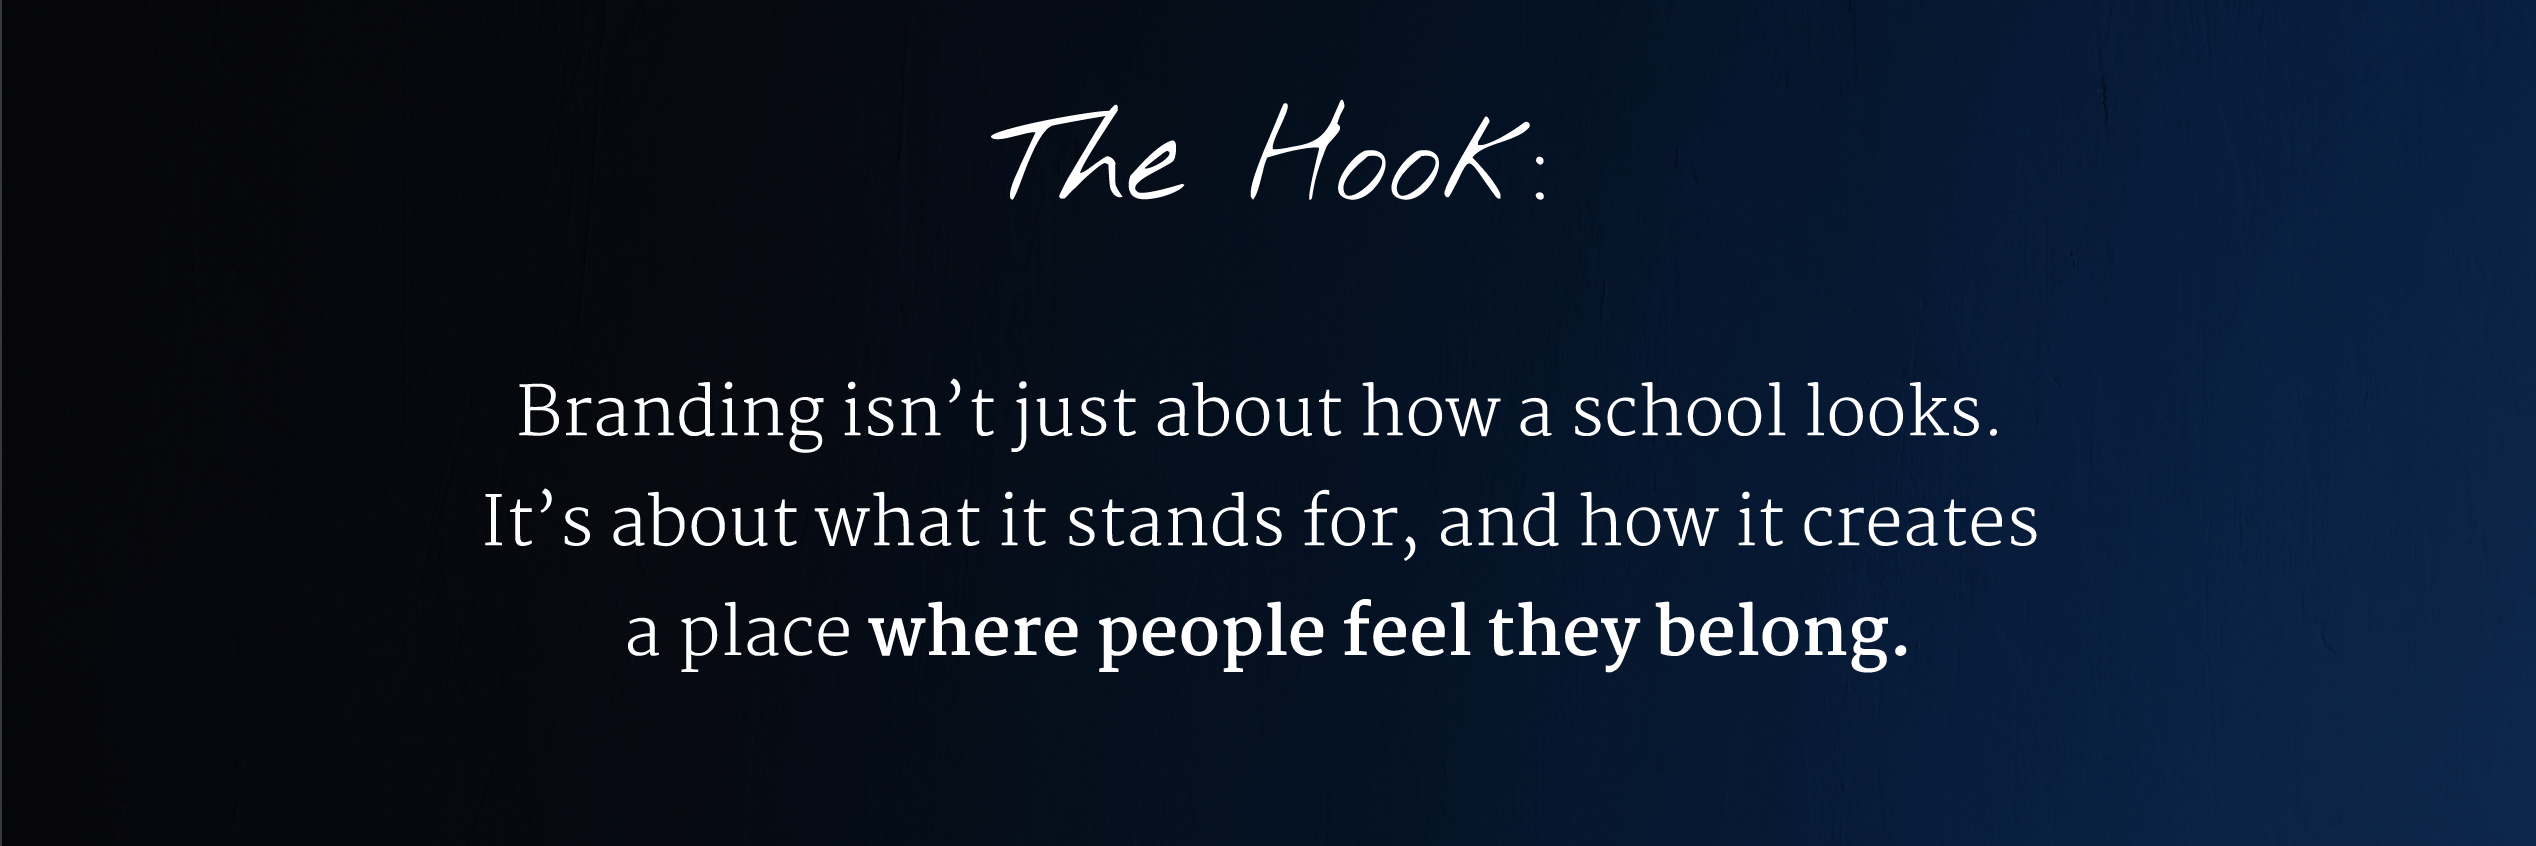 The Hook:
Branding isn’t just about how a school looks.
It’s about what it stands for, and how it creates
a place where people feel they belong.